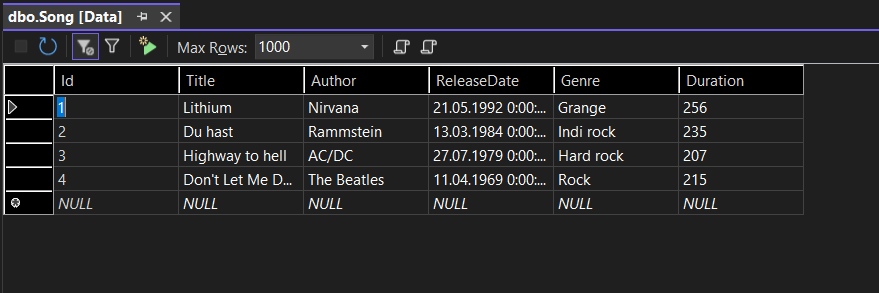 dbo.Song [Data]
Max Rows: 1000
Id Title Author ReleaseDate Genre Duration
1 Lithium Nirvana 21.05.1992 0:00:... Grange 256
2 Du hast Rammstein 13.03.1984 0:00:... Indi rock 235
3 Highway to hell AC/DC 27.07.1979 0:00:... Hard rock 207
4 Don't Let Me D... The Beatles 11.04.1969 0:00:... Rock 215
NULL NULL NULL NULL NULL NULL